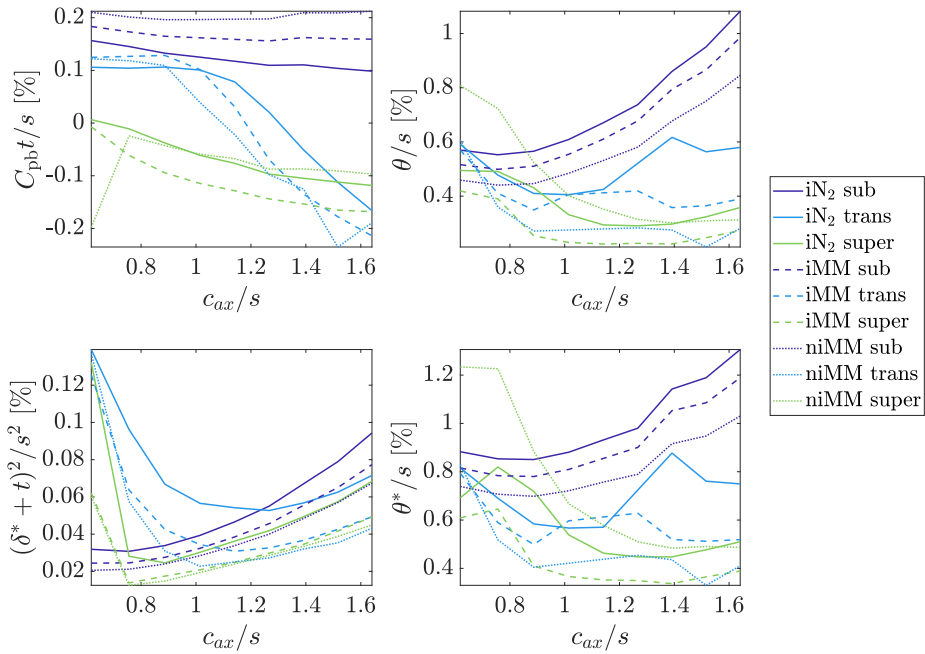 C_pb t/s [%]
0.2
0.1
0
-0.1
-0.2
0.8 1 1.2 1.4 1.6
c_ax/s
θ/s [%]
1
0.8
0.6
0.4
0.8 1 1.2 1.4 1.6
c_ax/s
(δ* + t)²/s² [%]
0.12
0.1
0.08
0.06
0.04
0.02
0.8 1 1.2 1.4 1.6
c_ax/s
θ*/s [%]
1.2
1
0.8
0.6
0.4
0.8 1 1.2 1.4 1.6
c_ax/s
iN₂ sub
iN₂ trans
iN₂ super
iMM sub
iMM trans
iMM super
niMM sub
niMM trans
niMM super